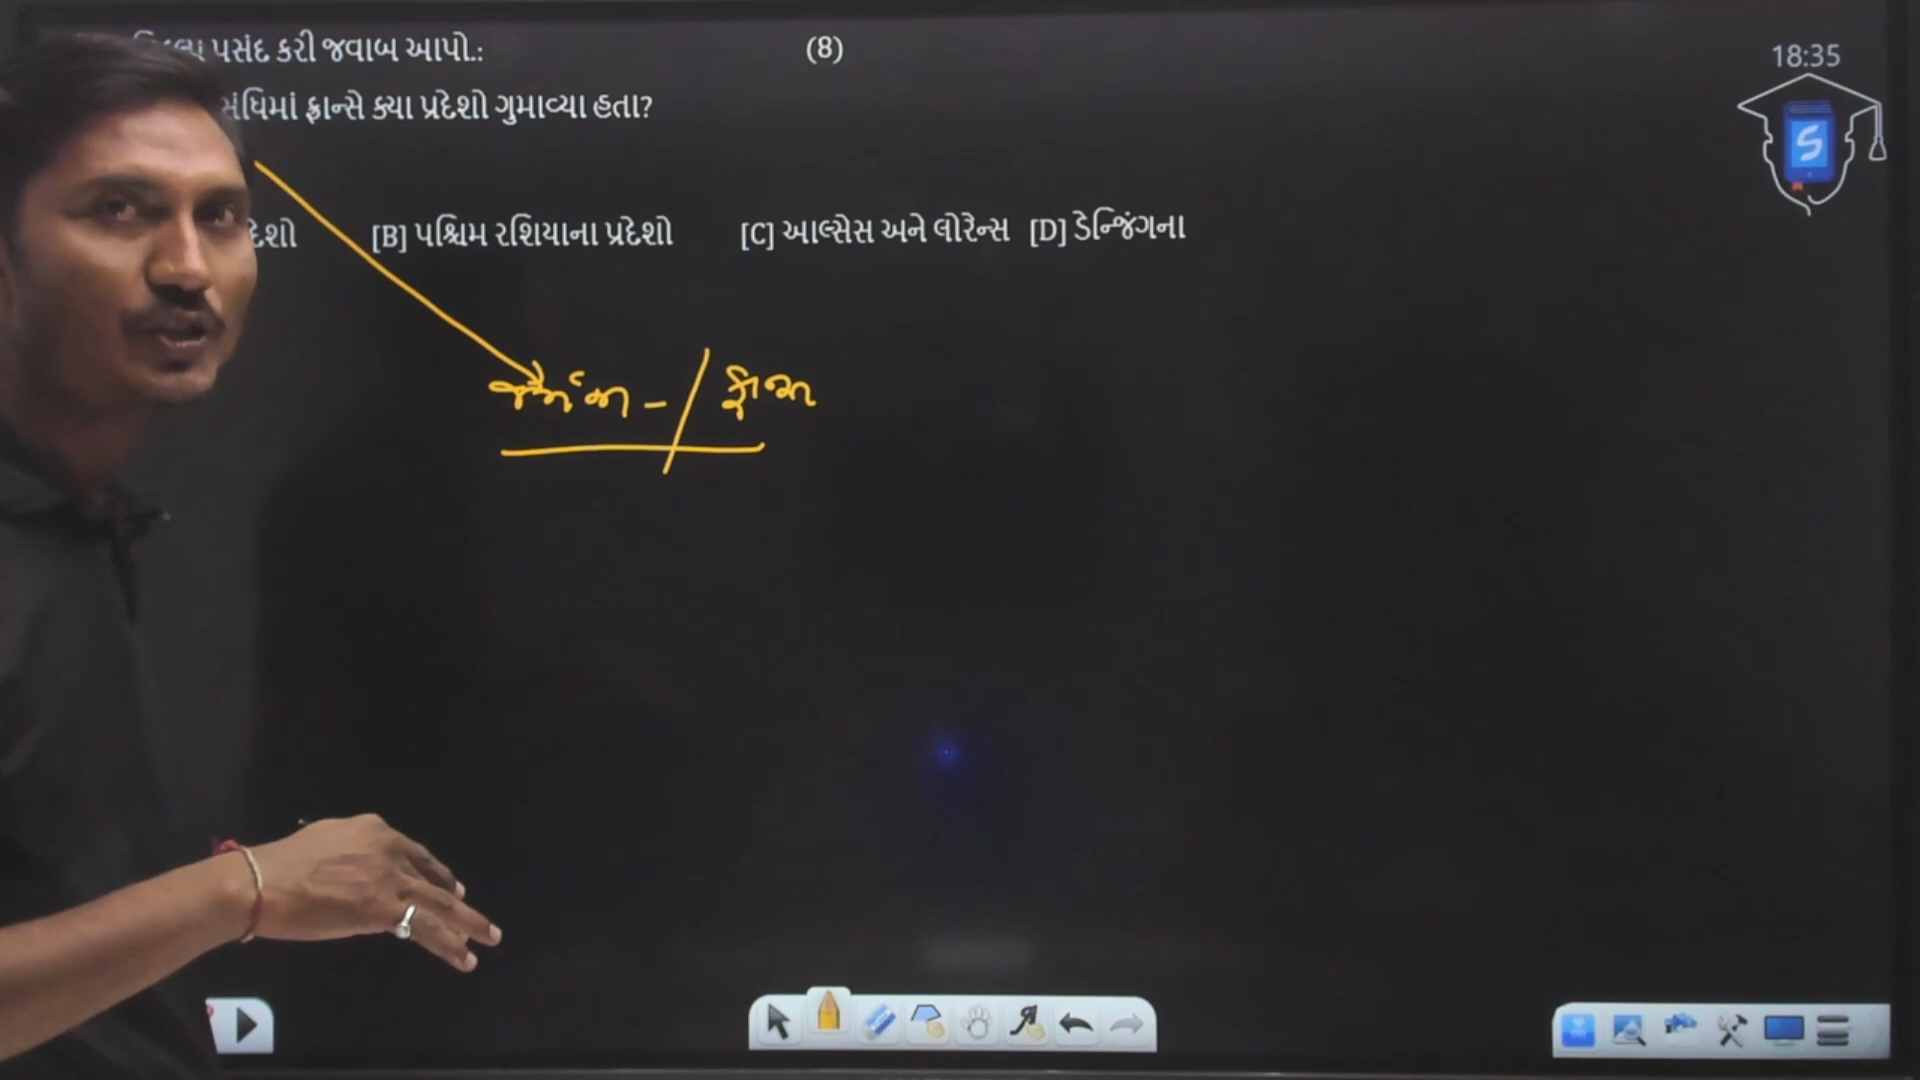 પસંદ કરી જવાબ આપો.: (8)
સંધિમાં ફ્રાન્સે ક્યા પ્રદેશો ગુમાવ્યા હતા?
[B] પશ્ચિમ રશિયાના પ્રદેશો [C] આલ્સેસ અને લોરેન્સ [D] ડેન્જિંગના
18:35
S